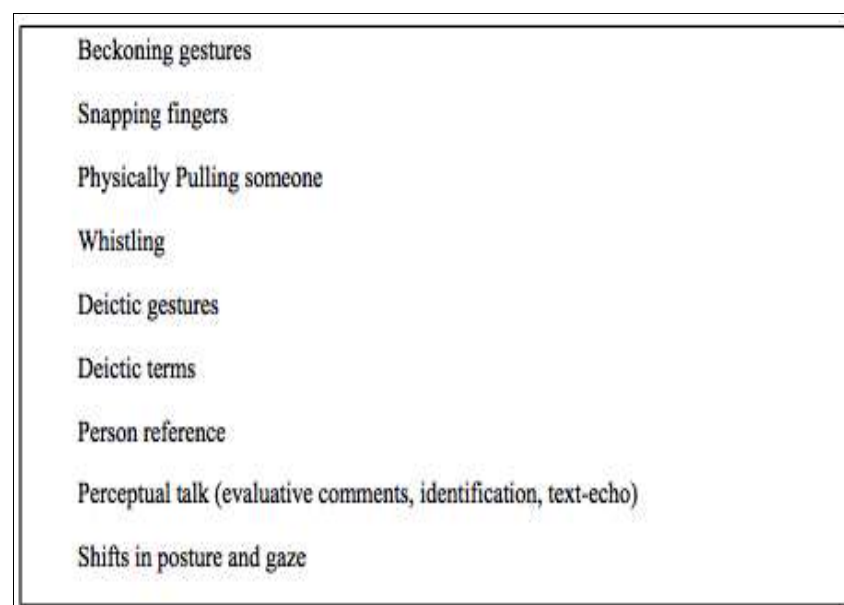 Beckoning gestures
Snapping fingers
Physically Pulling someone
Whistling
Deictic gestures
Deictic terms
Person reference
Perceptual talk (evaluative comments, identification, text-echo)
Shifts in posture and gaze